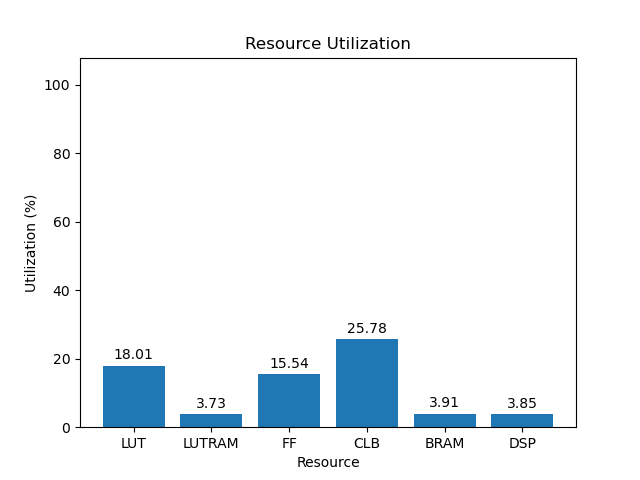 Resource Utilization
Utilization (%)
100
80
60
40
20
0
18.01
3.73
15.54
25.78
3.91
3.85
LUT
LUTRAM
FF
CLB
BRAM
DSP
Resource